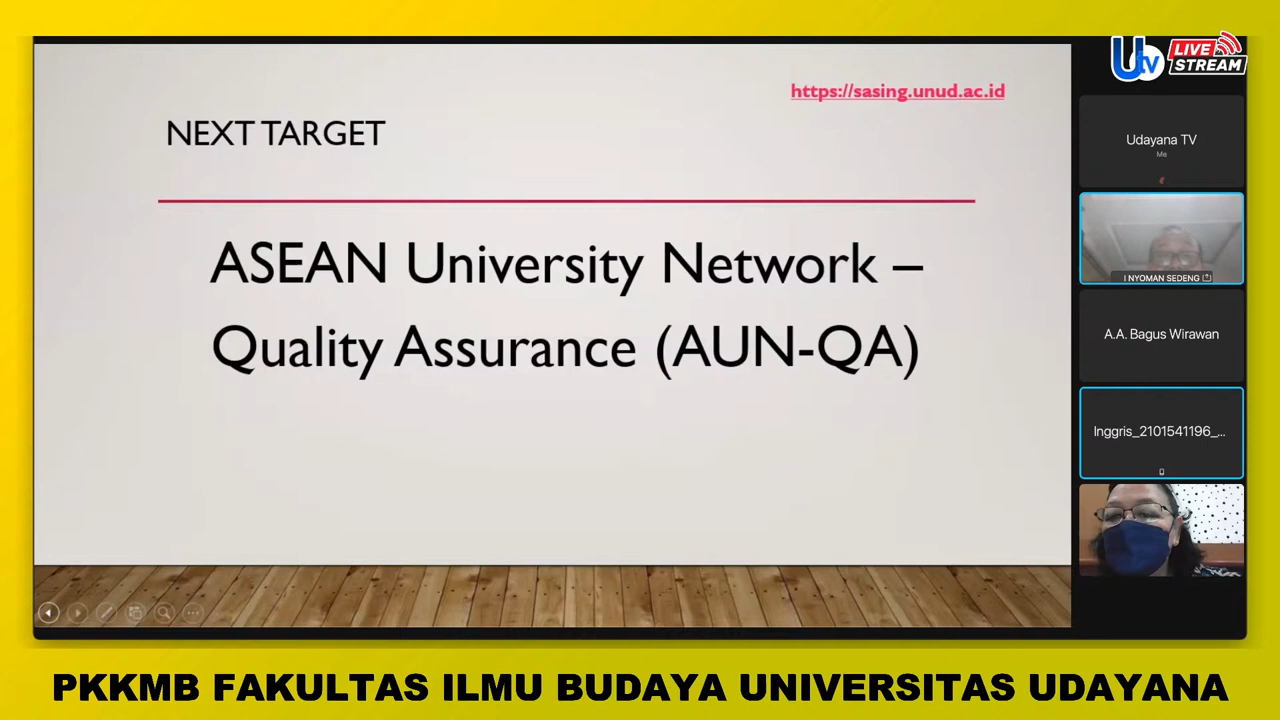 https://sasing.unud.ac.id
NEXT TARGET
ASEAN University Network –
Quality Assurance (AUN-QA)
Utv
LIVE
STREAM
Udayana TV
Me
I NYOMAN SEDENG
A.A. Bagus Wirawan
Inggris_2101541196_...
PKKMB FAKULTAS ILMU BUDAYA UNIVERSITAS UDAYANA